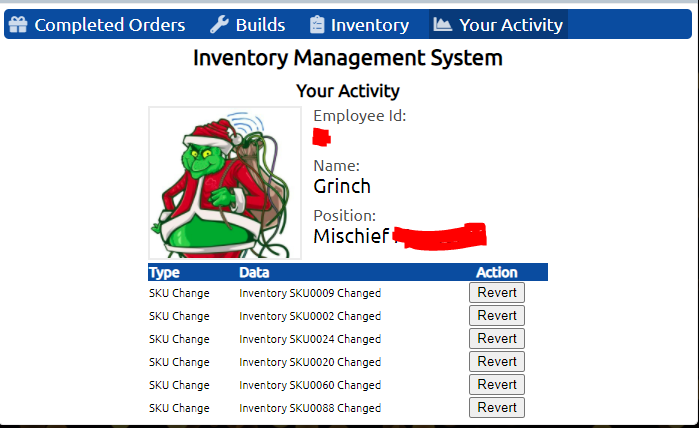 Completed Orders Builds Inventory Your Activity
Inventory Management System
Your Activity
Employee Id:
Name:
Grinch
Position:
Mischief
Type Data Action
SKU Change Inventory SKU0009 Changed Revert
SKU Change Inventory SKU0002 Changed Revert
SKU Change Inventory SKU0024 Changed Revert
SKU Change Inventory SKU0020 Changed Revert
SKU Change Inventory SKU0060 Changed Revert
SKU Change Inventory SKU0088 Changed Revert